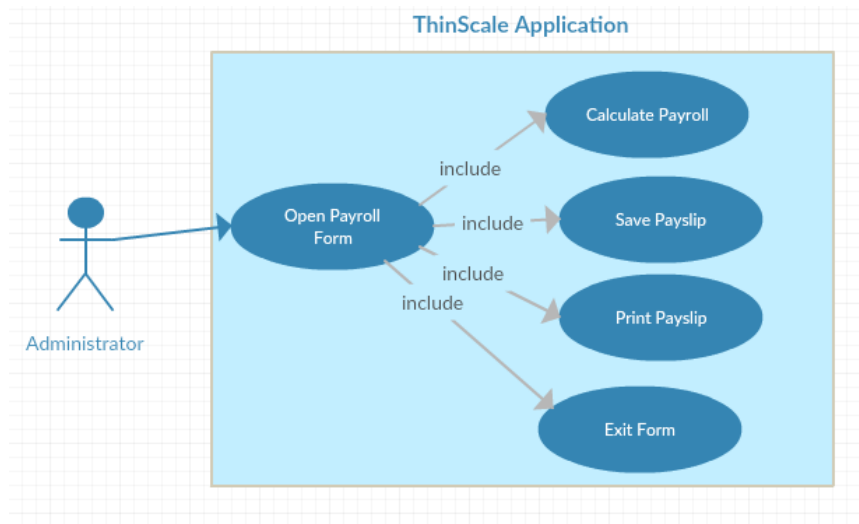 ThinScale Application
Calculate Payroll
include
Open Payroll
Form
include
Save Payslip
include
include
Print Payslip
Administrator
Exit Form